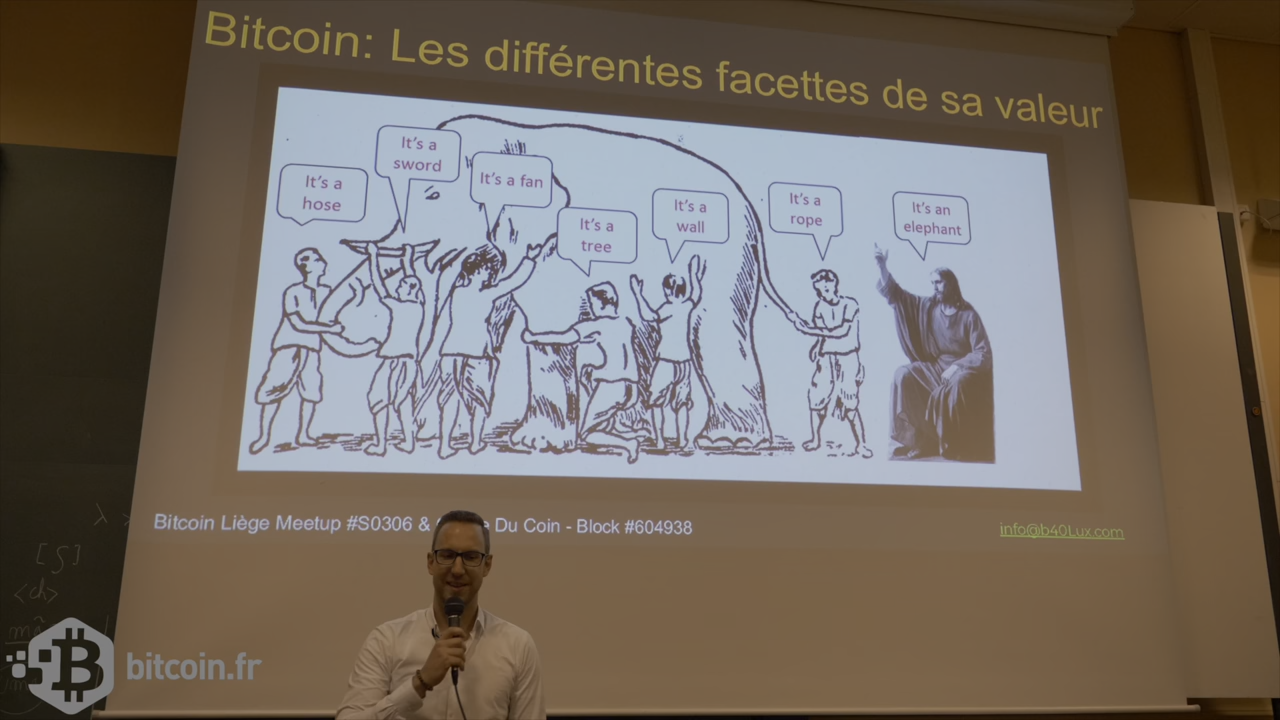 Bitcoin: Les différentes facettes de sa valeur
It's a
hose
It's a
sword
It's a fan
It's a
tree
It's a
wall
It's a
rope
It's an
elephant
Bitcoin Liège Meetup #S0306 & Du Coin - Block #604938
info@b40Lux.com
λ
[ʃ]
<ch>
bitcoin.fr